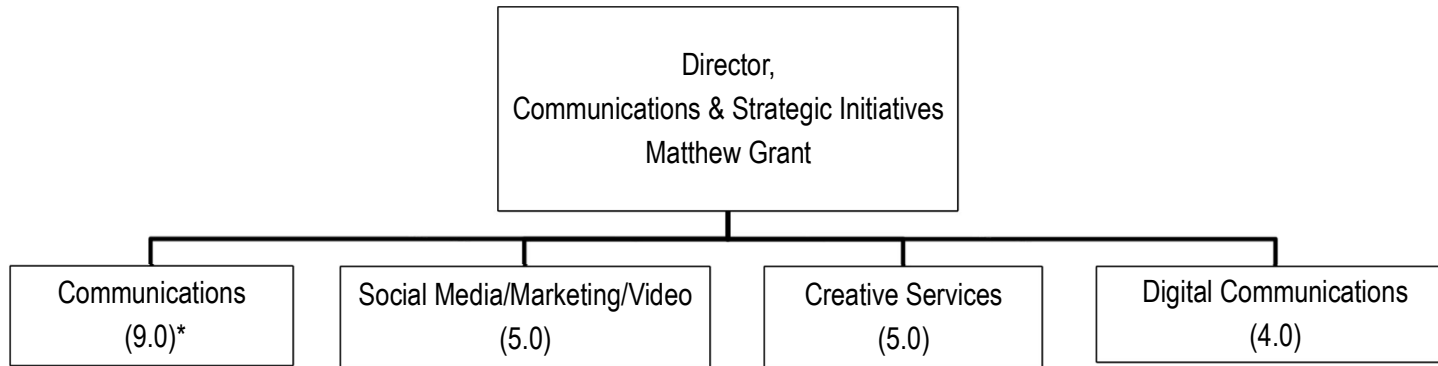 Director,
Communications & Strategic Initiatives
Matthew Grant
Communications
(9.0)*
Social Media/Marketing/Video
(5.0)
Creative Services
(5.0)
Digital Communications
(4.0)